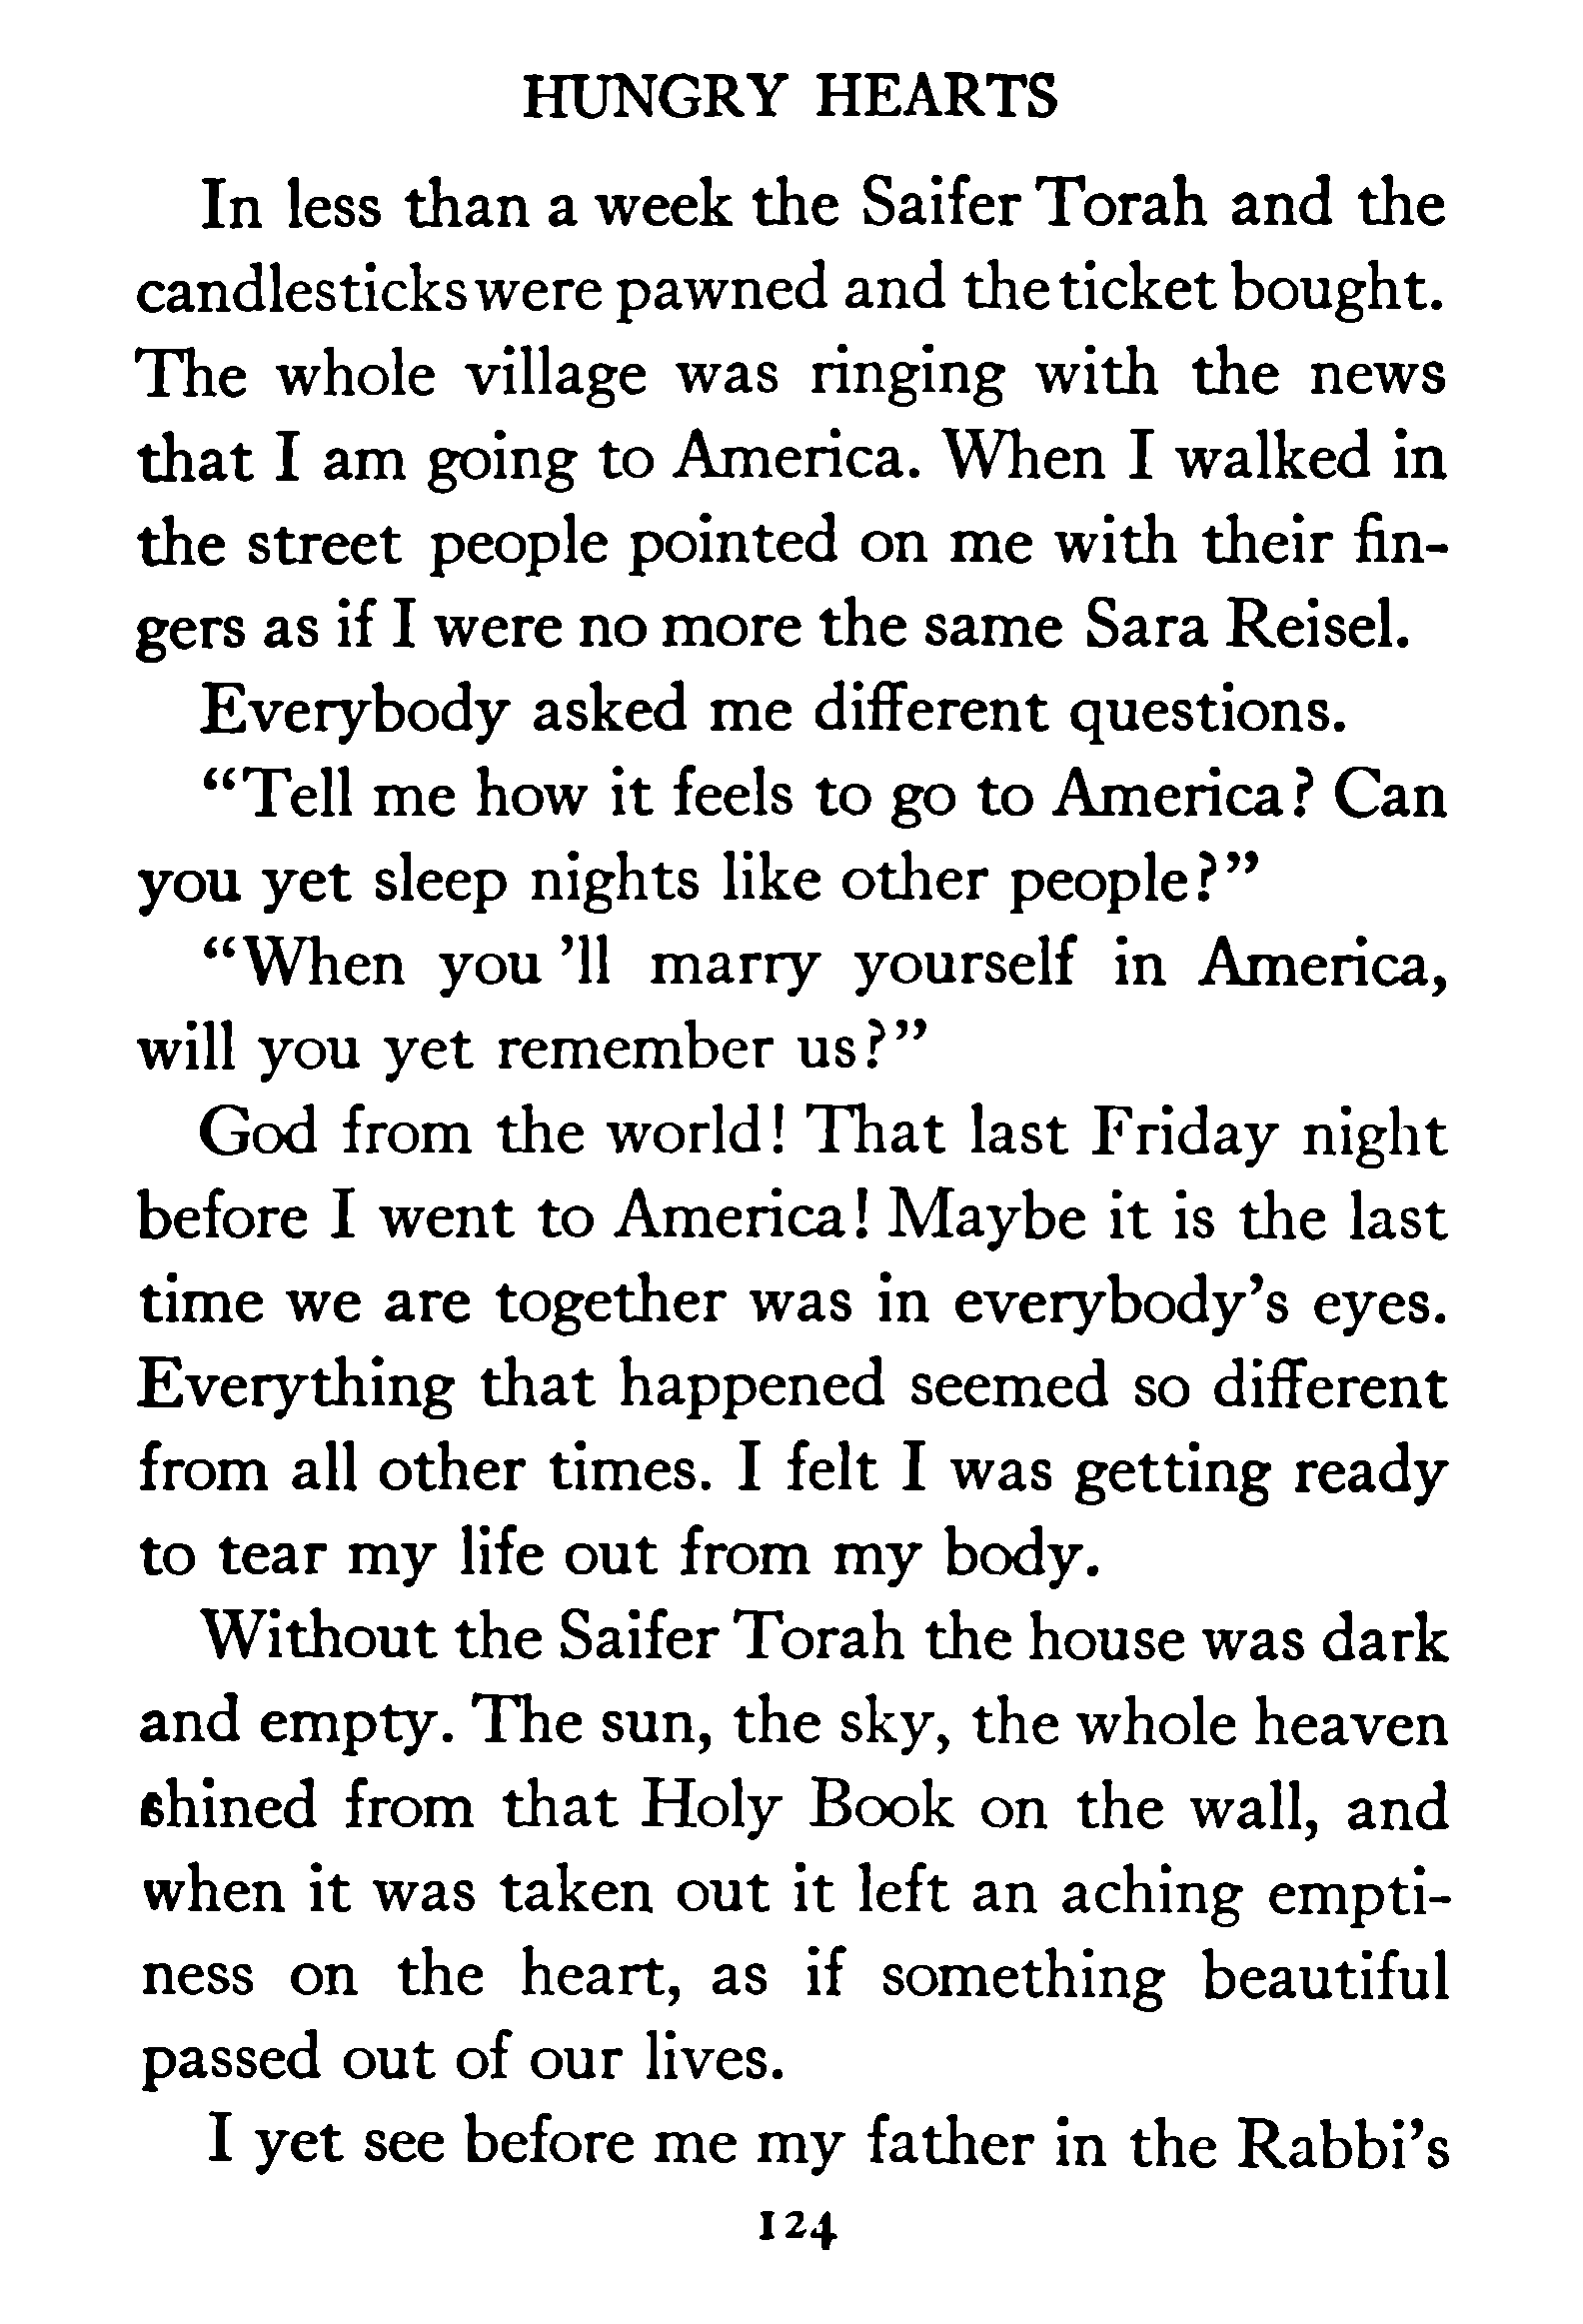 HUNGRY HEARTS
In less than a week the Saifer Torah and the
candlesticks were pawned and the ticket bought.
The whole village was ringing with the news
that I am going to America. When I walked in
the street people pointed on me with their fin-
gers as if I were no more the same Sara Reisel.
Everybody asked me different questions.
“Tell me how it feels to go to America? Can
you yet sleep nights like other people?”
“When you ’ll marry yourself in America,
will you yet remember us?”
God from the world! That last Friday night
before I went to America! Maybe it is the last
time we are together was in everybody’s eyes.
Everything that happened seemed so different
from all other times. I felt I was getting ready
to tear my life out from my body.
Without the Saifer Torah the house was dark
and empty. The sun, the sky, the whole heaven
shined from that Holy Book on the wall, and
when it was taken out it left an aching empti-
ness on the heart, as if something beautiful
passed out of our lives.
I yet see before me my father in the Rabbi’s
124